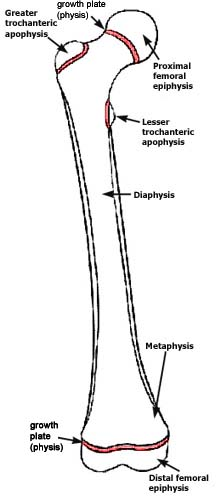 growth plate
(physis)
Greater
trochanteric
apophysis
Proximal
femoral
epiphysis
Lesser
trochanteric
apophysis
Diaphysis
Metaphysis
growth
plate
(physis)
Distal femoral
epiphysis